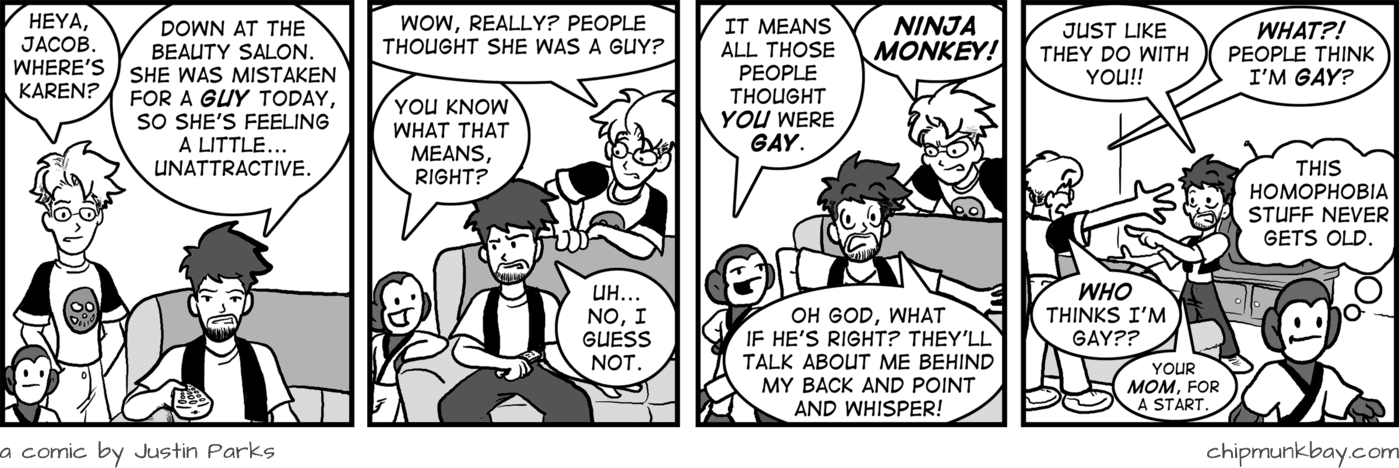 HEYA,
JACOB.
WHERE'S
KAREN?
DOWN AT THE
BEAUTY SALON.
SHE WAS MISTAKEN
FOR A GUY TODAY,
SO SHE'S FEELING
A LITTLE...
UNATTRACTIVE.
WOW, REALLY? PEOPLE
THOUGHT SHE WAS A GUY?
YOU KNOW
WHAT THAT
MEANS,
RIGHT?
UH...
NO, I
GUESS
NOT.
IT MEANS
ALL THOSE
PEOPLE
THOUGHT
YOU WERE
GAY.
NINJA
MONKEY!
OH GOD, WHAT
IF HE'S RIGHT? THEY'LL
TALK ABOUT ME BEHIND
MY BACK AND POINT
AND WHISPER!
JUST LIKE
THEY DO WITH
YOU!!
WHAT?!
PEOPLE THINK
I'M GAY?
WHO
THINKS I'M
GAY??
YOUR
MOM, FOR
A START.
THIS
HOMOPHOBIA
STUFF NEVER
GETS OLD.
a comic by Justin Parks
chipmunkbay.com